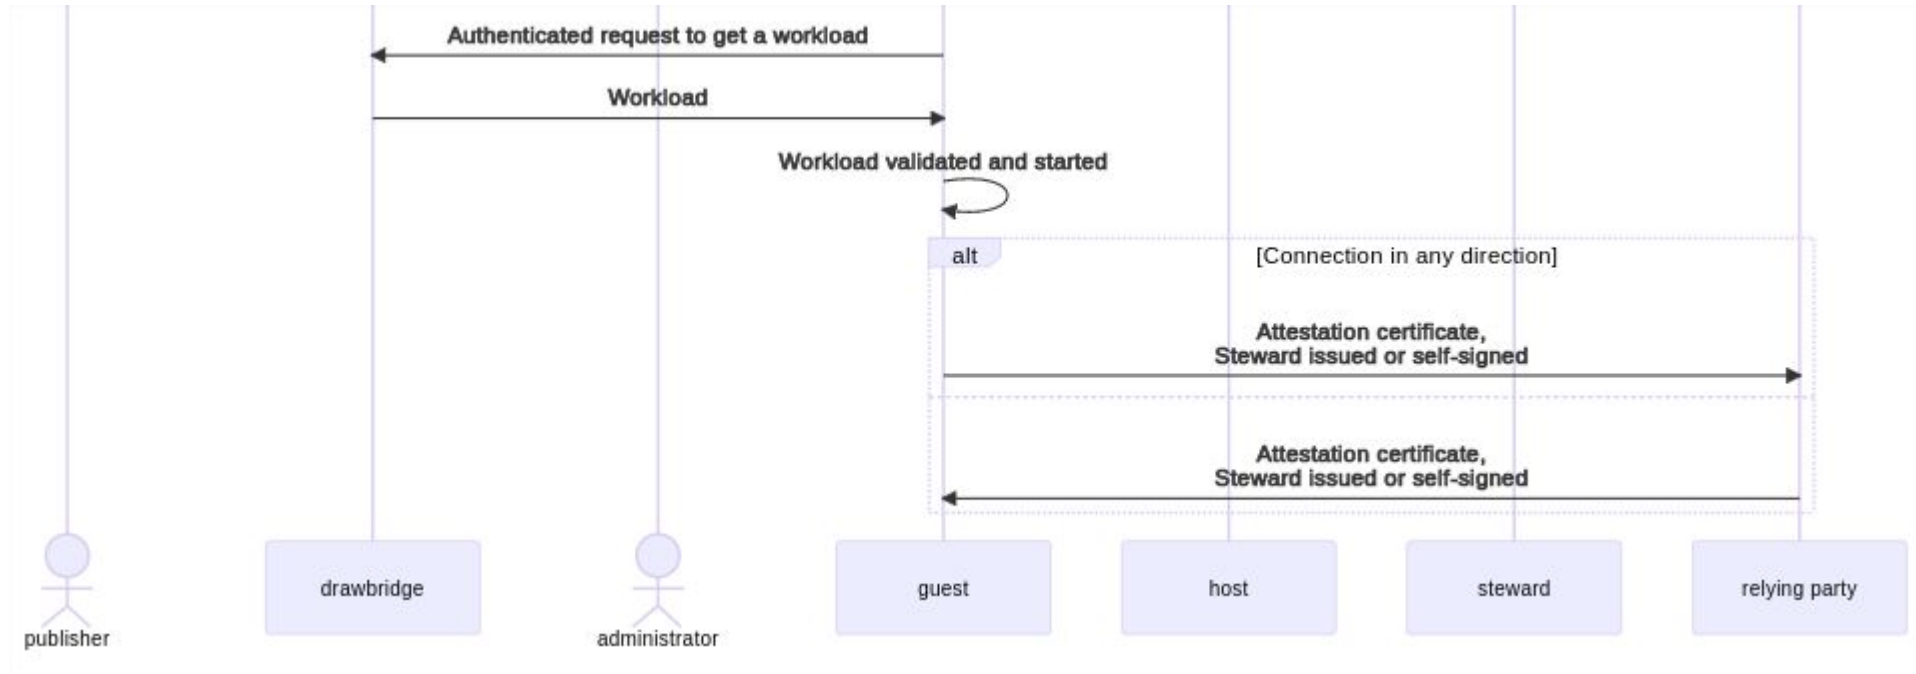 Authenticated request to get a workload
Workload
Workload validated and started
alt
[Connection in any direction]
Attestation certificate,
Steward issued or self-signed
Attestation certificate,
Steward issued or self-signed
drawbridge
guest
host
steward
relying party
publisher
administrator